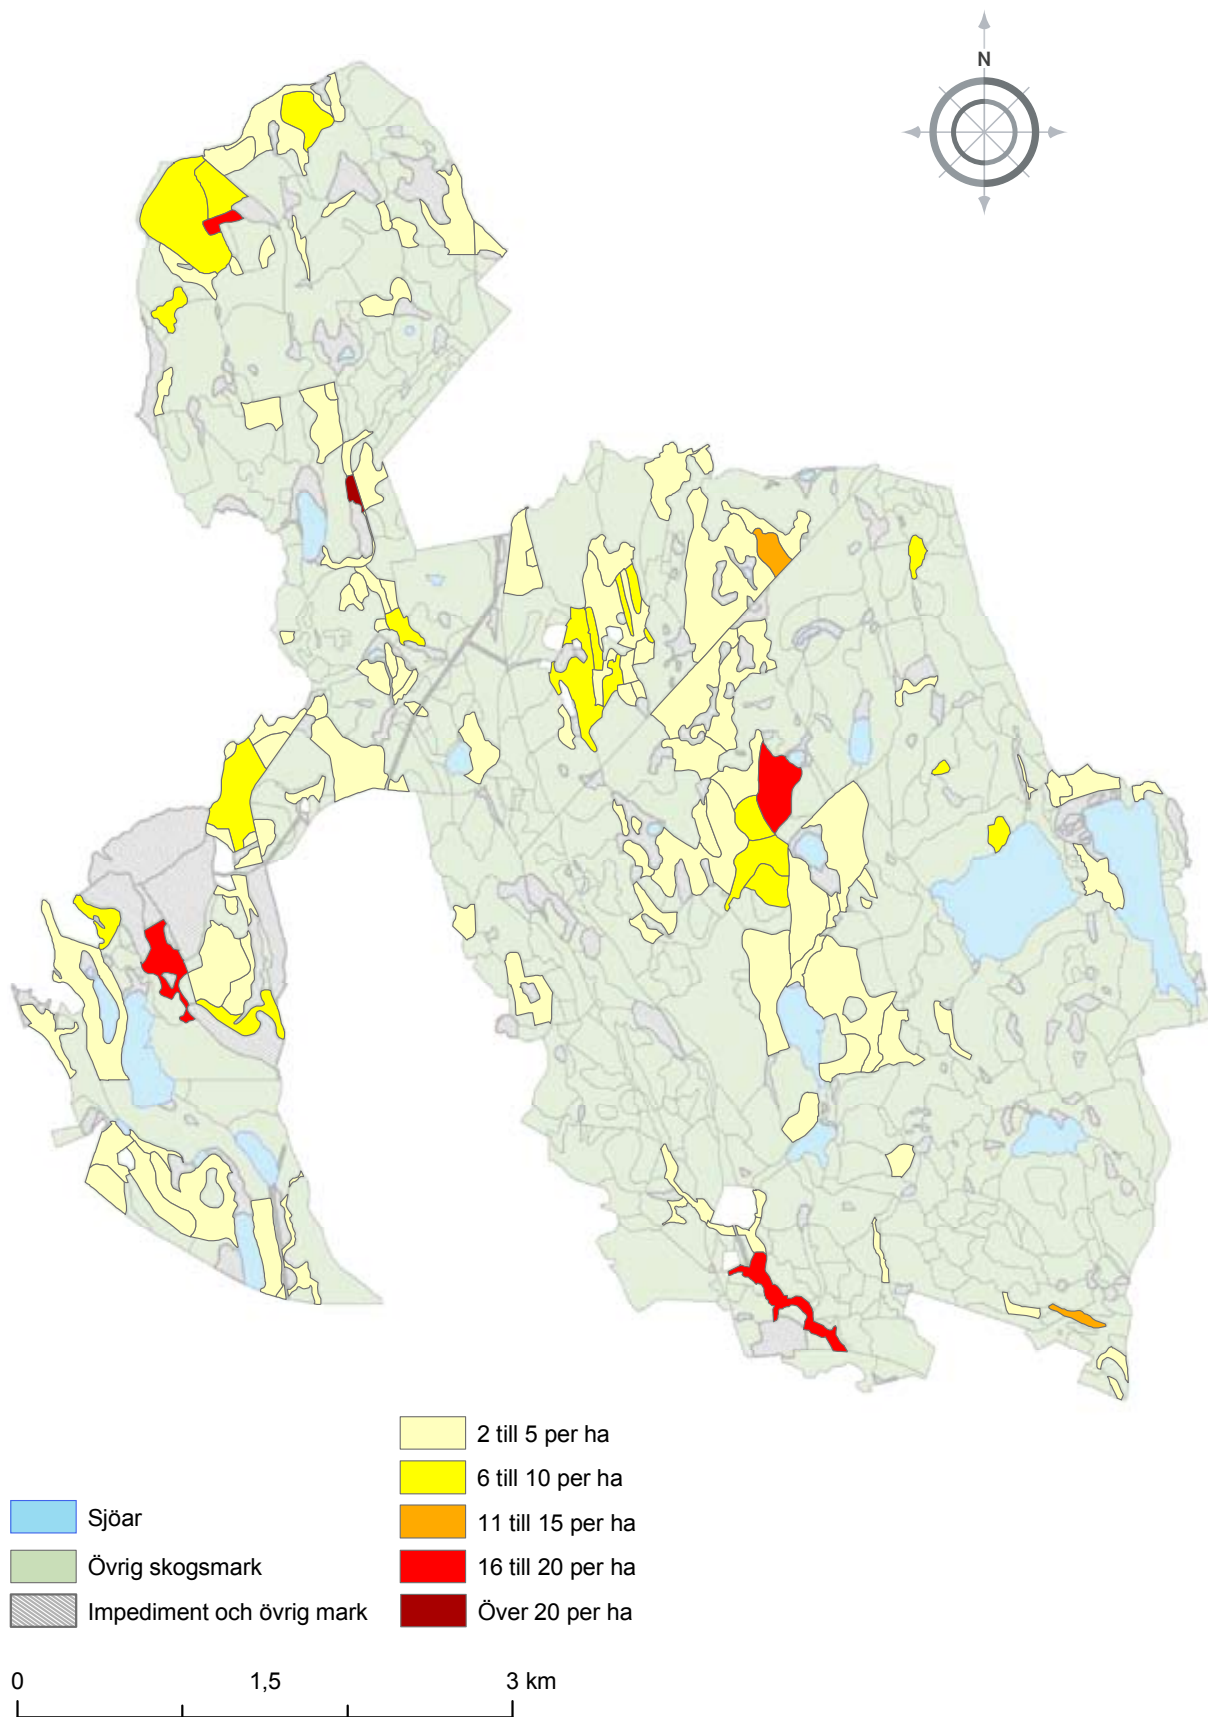 N
2 till 5 per ha
6 till 10 per ha
11 till 15 per ha
16 till 20 per ha
Över 20 per ha
Sjöar
Övrig skogsmark
Impediment och övrig mark
0 1,5 3 km